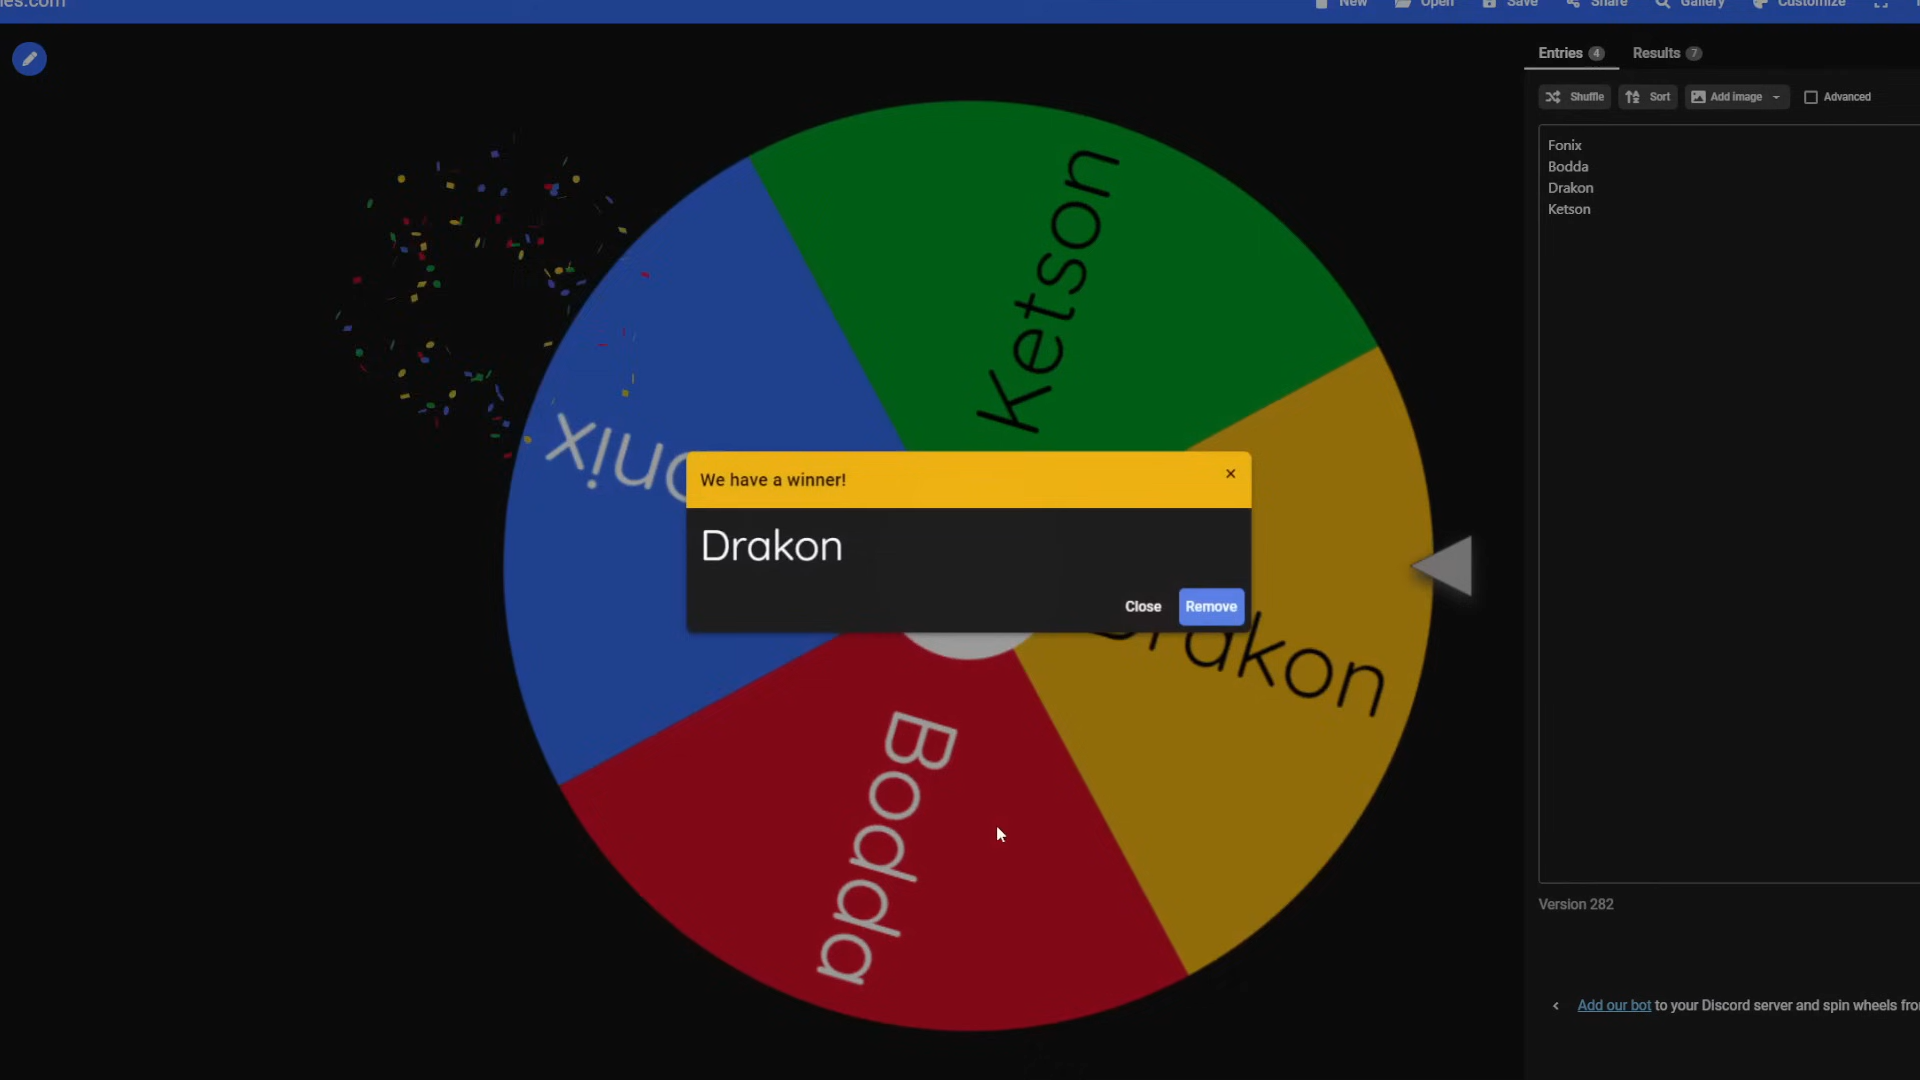 New Open Save Share Gallery Customize
Entries 4 Results 7
Shuffle Sort Add image Advanced
Fonix
Bodda
Drakon
Ketson
Ketson
onix
We have a winner!
Drakon
Close Remove
Drakon
Bodda
Version 282
Add our bot to your Discord server and spin wheels